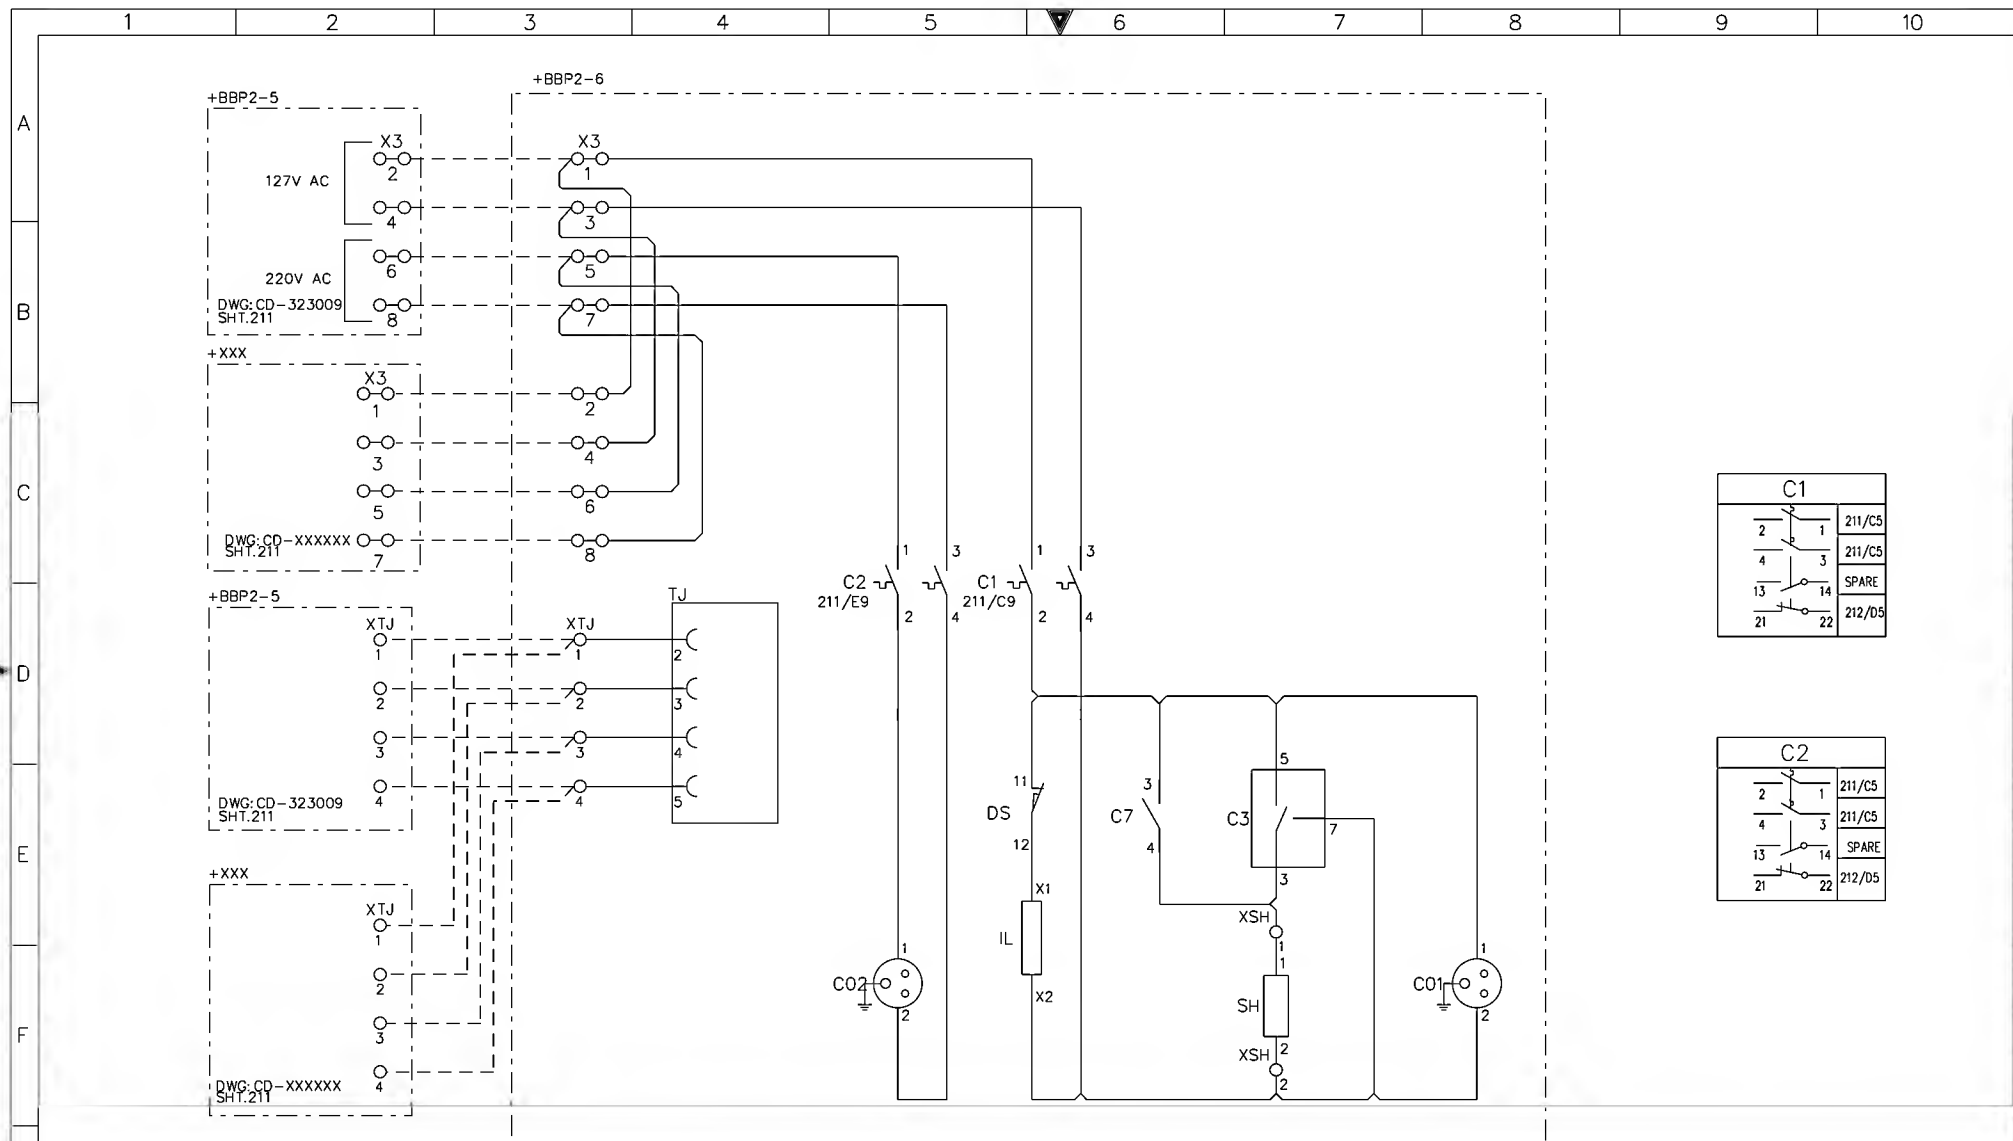 1 2 3 4 5 6 7 8 9 10
A
B
C
D
E
F
+BBP2-5
X3
127V AC
2
4
220V AC
6
8
DWG:CD-323009
SHT.211
+XXX
X3
1
3
5
7
DWG:CD-XXXXXX
SHT.211
+BBP2-5
XTJ
1
2
3
4
DWG:CD-323009
SHT.211
+XXX
XTJ
1
2
3
4
DWG:CD-XXXXXX
SHT.211
+BBP2-6
X3
1
3
5
7
2
4
6
8
XTJ
1
2
3
4
TJ
2
3
4
5
C2
211/E9
1 3
2 4
C1
211/C9
1 3
2 4
CO2
1
2
DS
11
12
IL
X1
X2
C7
3
4
C3
5
7
3
XSH
1
1
SH
2
XSH
2
CO1
1
2
C1
2 1 211/C5
4 3 211/C5
13 14 SPARE
21 22 212/D5
C2
2 1 211/C5
4 3 211/C5
13 14 SPARE
21 22 212/D5